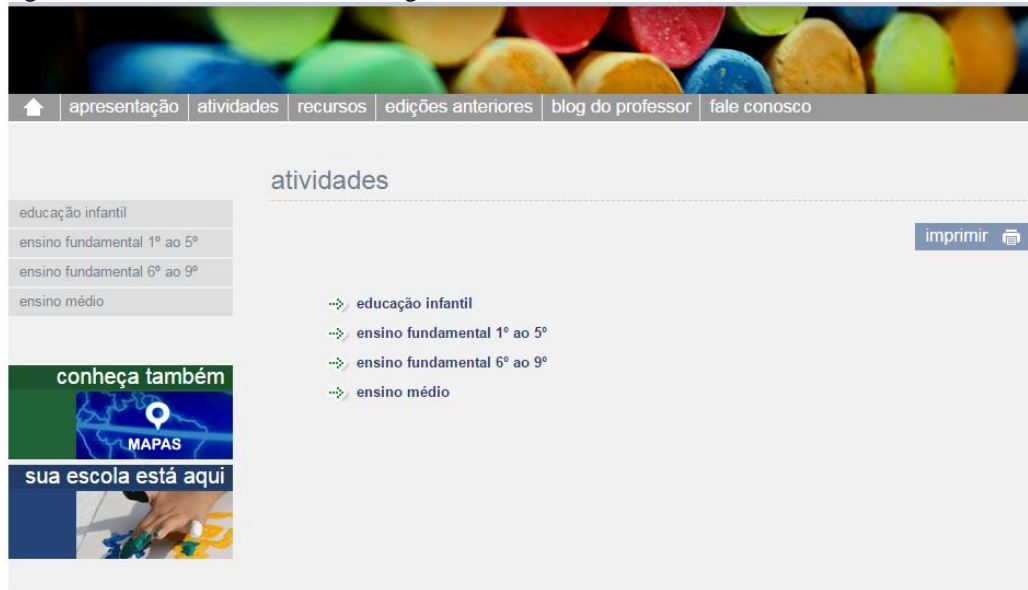 apresentação atividades recursos edições anteriores blog do professor fale conosco
atividades
educação infantil
ensino fundamental 1º ao 5º
ensino fundamental 6º ao 9º
ensino médio
imprimir
educação infantil
ensino fundamental 1º ao 5º
ensino fundamental 6º ao 9º
ensino médio
conheça também
MAPAS
sua escola está aqui